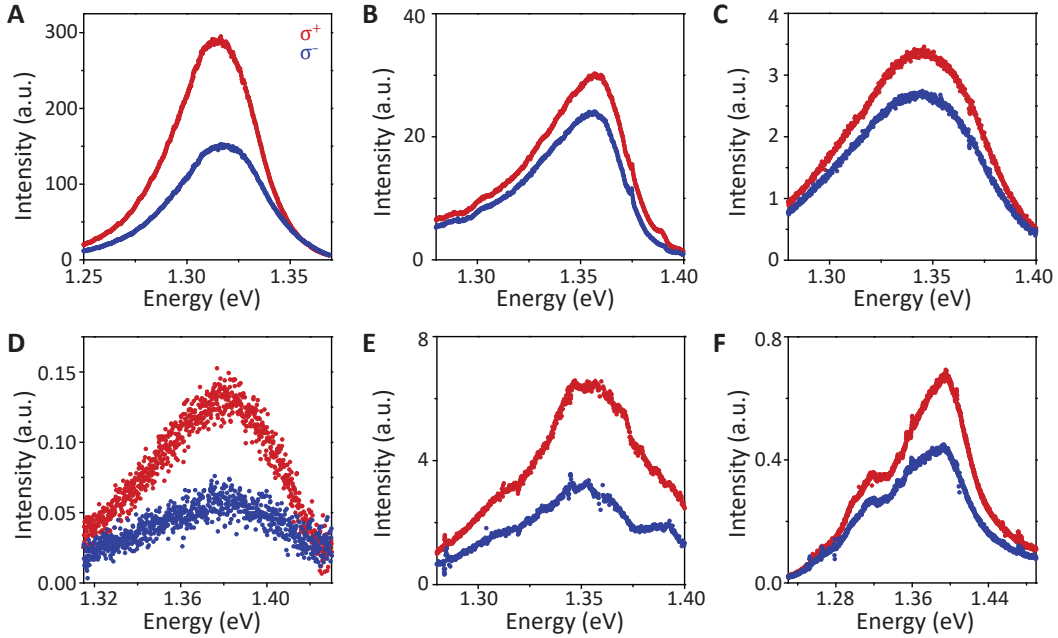 A
Intensity (a.u.)
300
150
0
1.25
1.30
1.35
Energy (eV)
σ+
σ-
B
Intensity (a.u.)
40
20
0
1.30
1.35
1.40
Energy (eV)
C
Intensity (a.u.)
4
3
2
1
0
1.30
1.35
1.40
Energy (eV)
D
Intensity (a.u.)
0.15
0.10
0.05
0.00
1.32
1.36
1.40
Energy (eV)
E
Intensity (a.u.)
8
4
0
1.30
1.35
1.40
Energy (eV)
F
Intensity (a.u.)
0.8
0.4
0.0
1.28
1.36
1.44
Energy (eV)